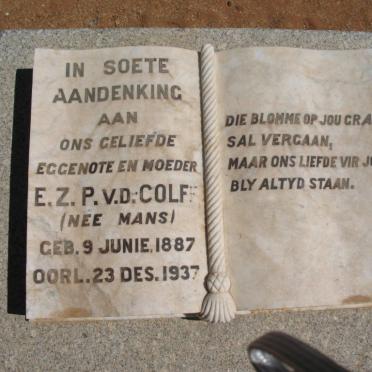 IN SOETE
AANDENKING
AAN
ONS GELIEFDE
EGGENOTE EN MOEDER
E. Z. P. V.D. COLFF
(NEE MANS)
GEB. 9 JUNIE, 1887
OORL. 23 DES. 1937
DIE BLOMME OP JOU
SAL VERGAAN,
MAAR ONS LIEFDE VIR
BLY ALTYD STAAN.